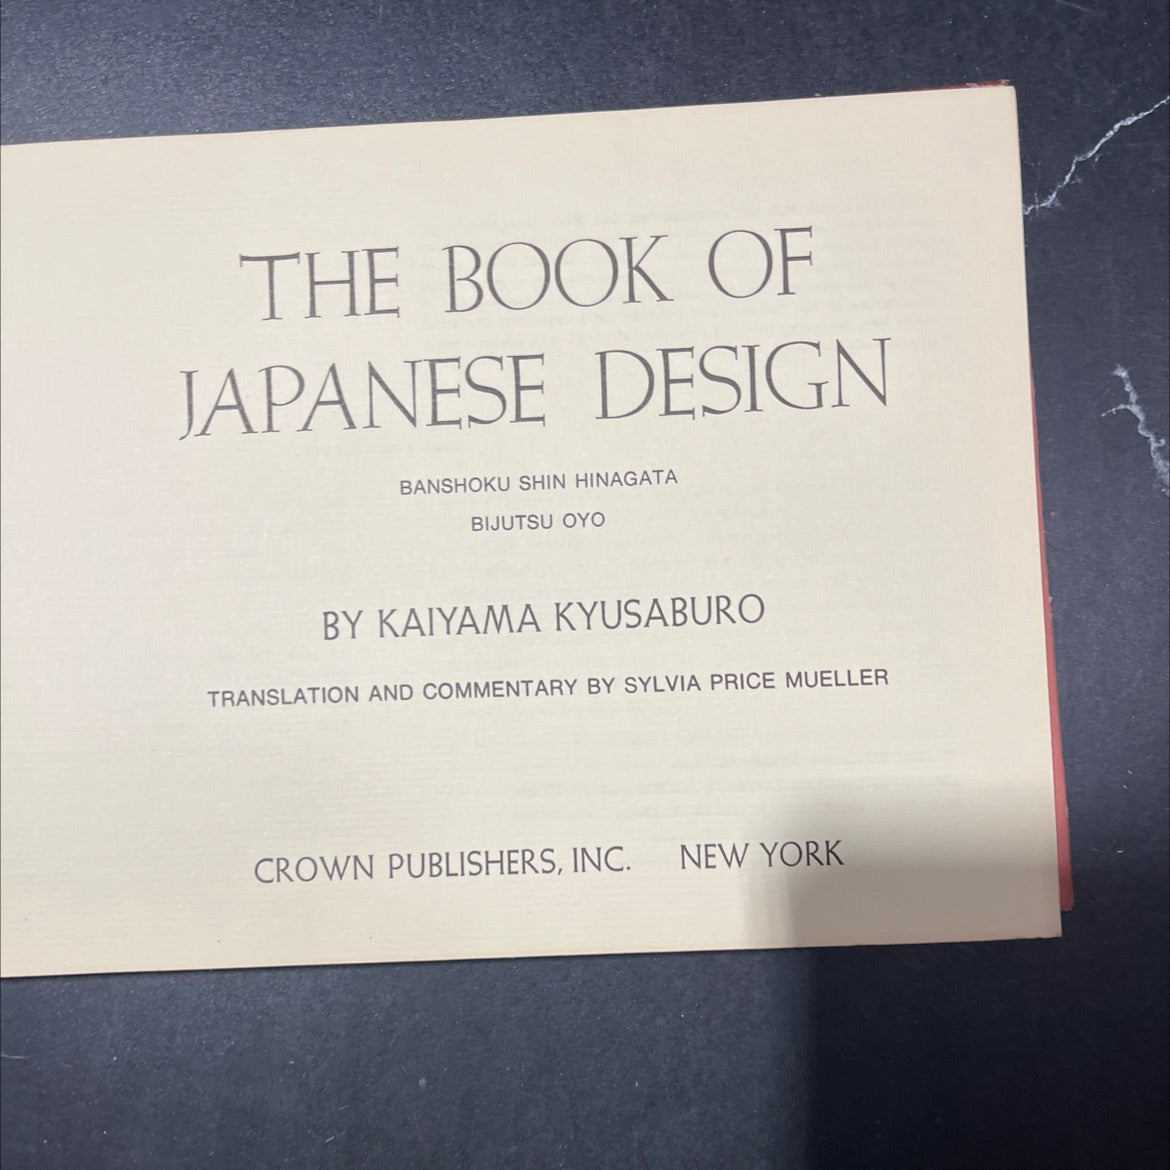 THE BOOK OF
JAPANESE DESIGN
BANSHOKU SHIN HINAGATA
BIJUTSU OYO
BY KAIYAMA KYUSABURO
TRANSLATION AND COMMENTARY BY SYLVIA PRICE MUELLER
CROWN PUBLISHERS, INC. NEW YORK